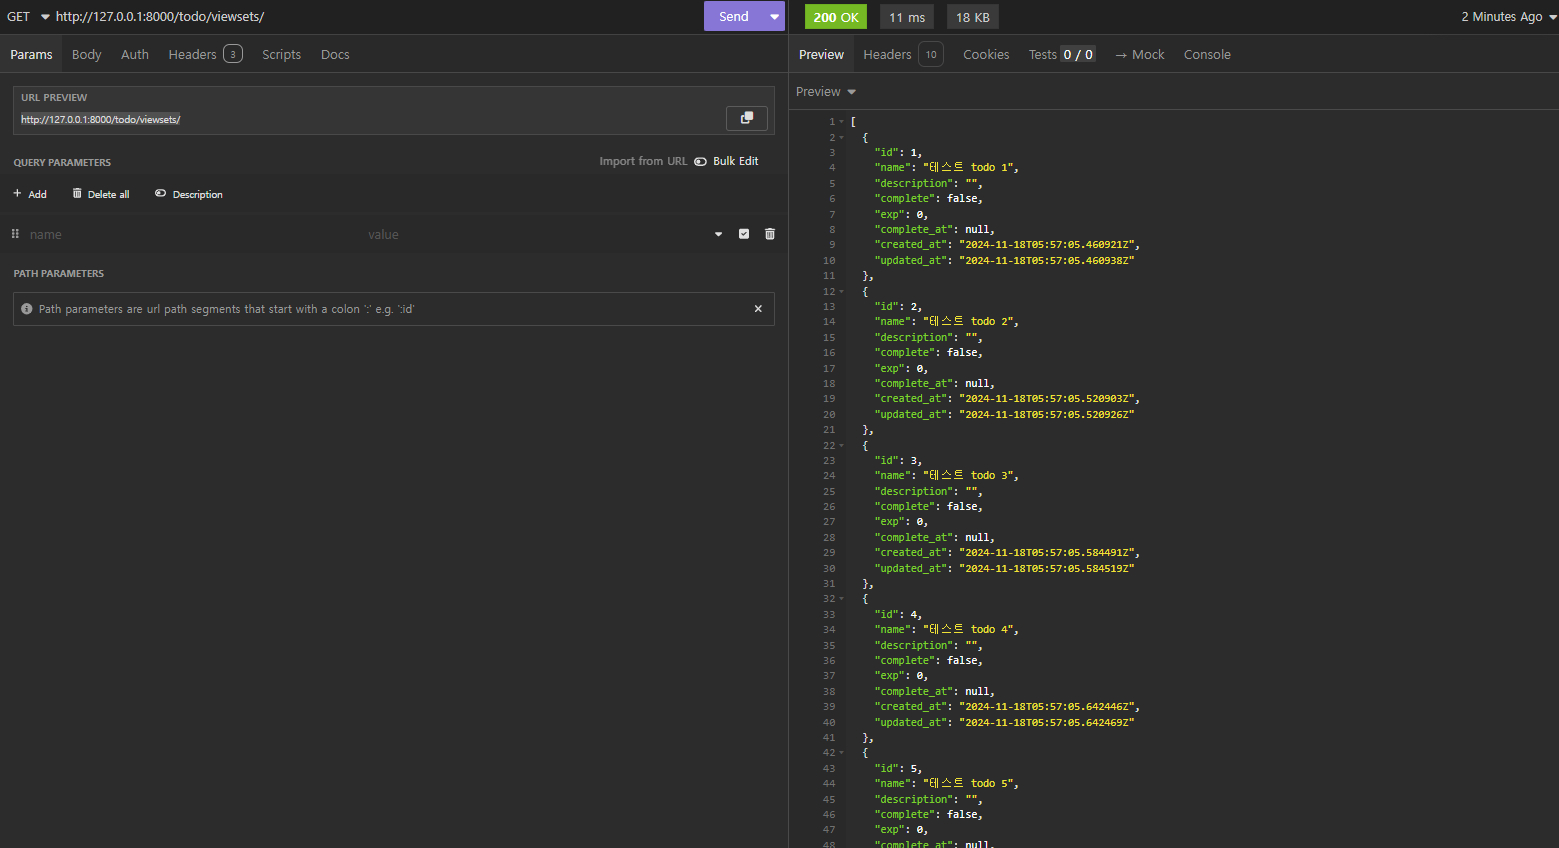 GET http://127.0.0.1:8000/todo/viewsets/ Send
200 OK 11 ms 18 KB 2 Minutes Ago
Params Body Auth Headers 3 Scripts Docs
Preview Headers 10 Cookies Tests 0 / 0 → Mock Console
URL PREVIEW
http://127.0.0.1:8000/todo/viewsets/
QUERY PARAMETERS Import from URL Bulk Edit
+ Add Delete all Description
name value
PATH PARAMETERS
Path parameters are url path segments that start with a colon ':' e.g. ':id'
Preview
1 [
2 {
3 "id": 1,
4 "name": "테스트 todo 1",
5 "description": "",
6 "complete": false,
7 "exp": 0,
8 "complete_at": null,
9 "created_at": "2024-11-18T05:57:05.460921Z",
10 "updated_at": "2024-11-18T05:57:05.460938Z"
11 },
12 {
13 "id": 2,
14 "name": "테스트 todo 2",
15 "description": "",
16 "complete": false,
17 "exp": 0,
18 "complete_at": null,
19 "created_at": "2024-11-18T05:57:05.520903Z",
20 "updated_at": "2024-11-18T05:57:05.520926Z"
21 },
22 {
23 "id": 3,
24 "name": "테스트 todo 3",
25 "description": "",
26 "complete": false,
27 "exp": 0,
28 "complete_at": null,
29 "created_at": "2024-11-18T05:57:05.584491Z",
30 "updated_at": "2024-11-18T05:57:05.584519Z"
31 },
32 {
33 "id": 4,
34 "name": "테스트 todo 4",
35 "description": "",
36 "complete": false,
37 "exp": 0,
38 "complete_at": null,
39 "created_at": "2024-11-18T05:57:05.642446Z",
40 "updated_at": "2024-11-18T05:57:05.642469Z"
41 },
42 {
43 "id": 5,
44 "name": "테스트 todo 5",
45 "description": "",
46 "complete": false,
47 "exp": 0,
48 "complete_at": null,